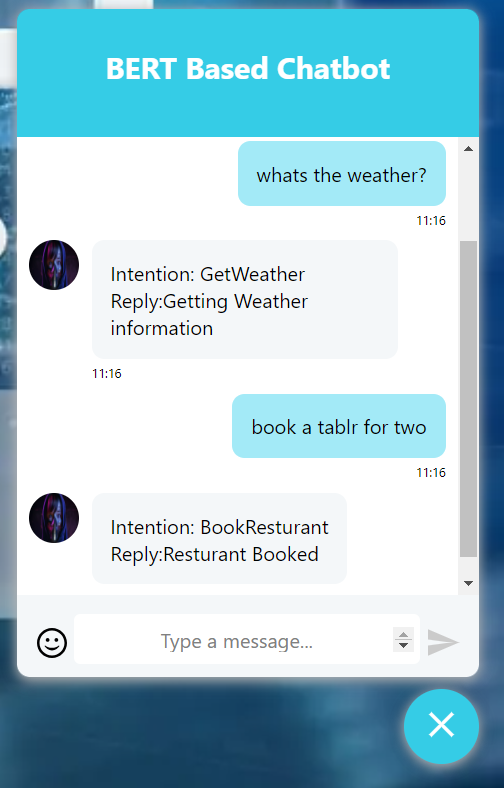 BERT Based Chatbot
whats the weather?
11:16
Intention: GetWeather
Reply:Getting Weather
information
11:16
book a tablr for two
11:16
Intention: BookResturant
Reply:Resturant Booked
Type a message...